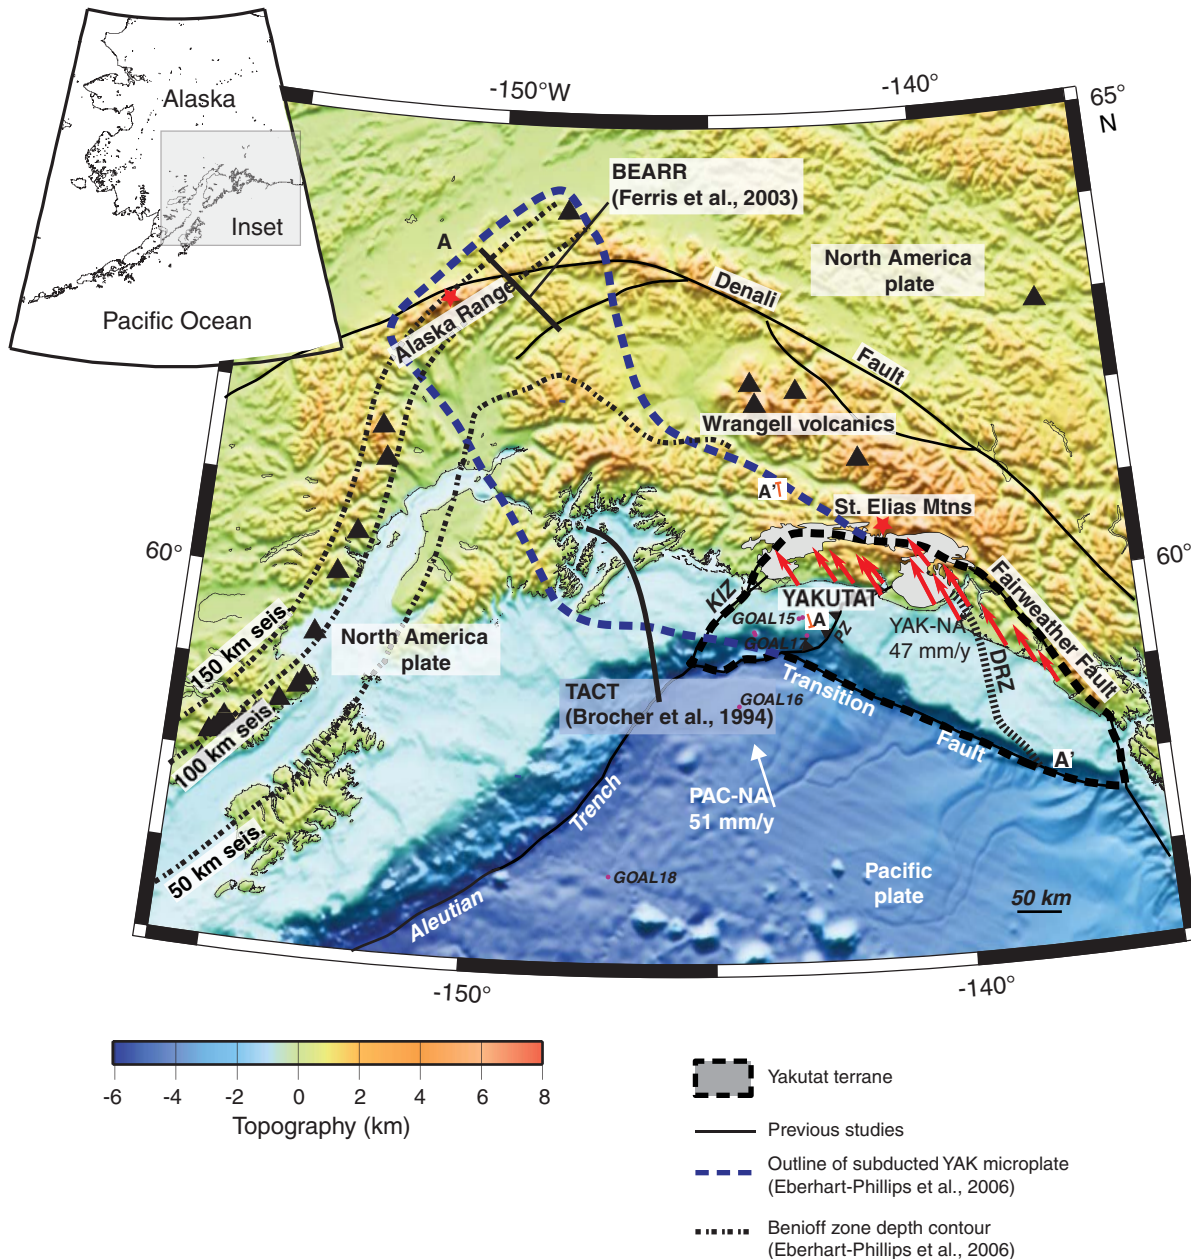 Alaska
Inset
Pacific Ocean
-150°W
-140°
65°
N
BEARR
(Ferris et al., 2003)
A
North America
plate
Denali
Alaska Range
Fault
Wrangell volcanics
A'
St. Elias Mtns
60°
60°
KIZ
YAKUTAT
Fairweather Fault
GOAL15
A
PZ
GOAL17
YAK-NA
47 mm/y
DRZ
150 km seis.
North America
plate
TACT
(Brocher et al., 1994)
GOAL16
Transition
Fault
A'
100 km seis.
PAC-NA
51 mm/y
Trench
50 km seis.
GOAL18
Pacific
plate
50 km
Aleutian
-150°
-140°
-6 -4 -2 0 2 4 6 8
Topography (km)
Yakutat terrane
Previous studies
Outline of subducted YAK microplate
(Eberhart-Phillips et al., 2006)
Benioff zone depth contour
(Eberhart-Phillips et al., 2006)